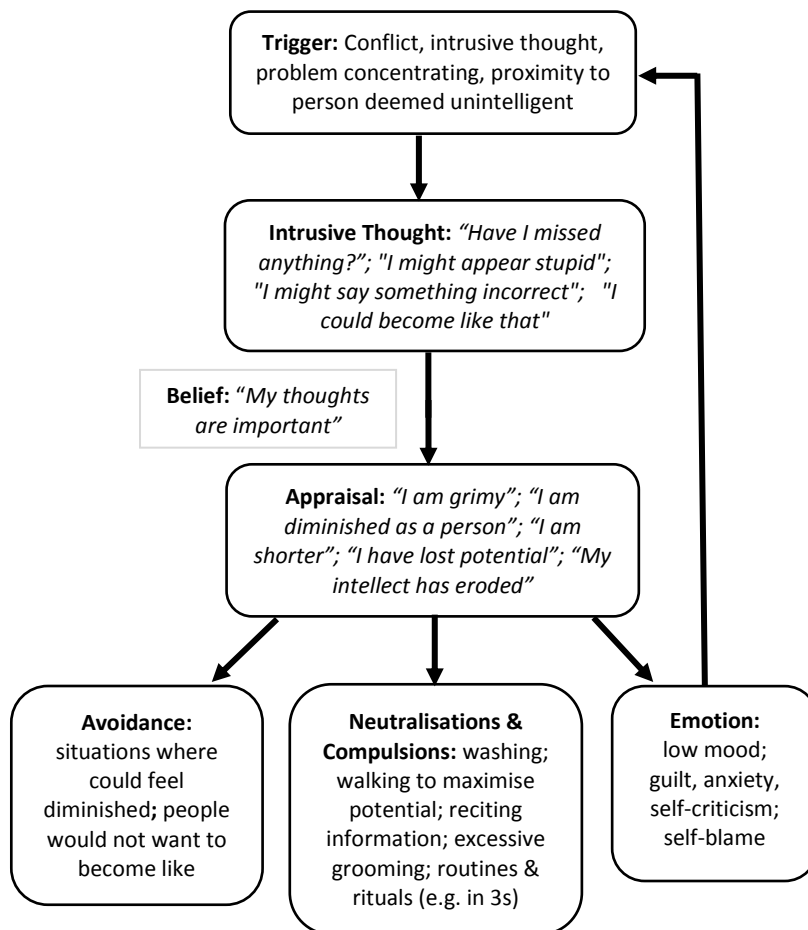 Trigger: Conflict, intrusive thought,
problem concentrating, proximity to
person deemed unintelligent
Intrusive Thought: “Have I missed
anything?”; "I might appear stupid";
"I might say something incorrect"; "I
could become like that"
Belief: “My thoughts
are important”
Appraisal: “I am grimy”; “I am
diminished as a person”; “I am
shorter”; “I have lost potential”; “My
intellect has eroded”
Avoidance:
situations where
could feel
diminished; people
would not want to
become like
Neutralisations &
Compulsions: washing;
walking to maximise
potential; reciting
information; excessive
grooming; routines &
rituals (e.g. in 3s)
Emotion:
low mood;
guilt, anxiety,
self-criticism;
self-blame